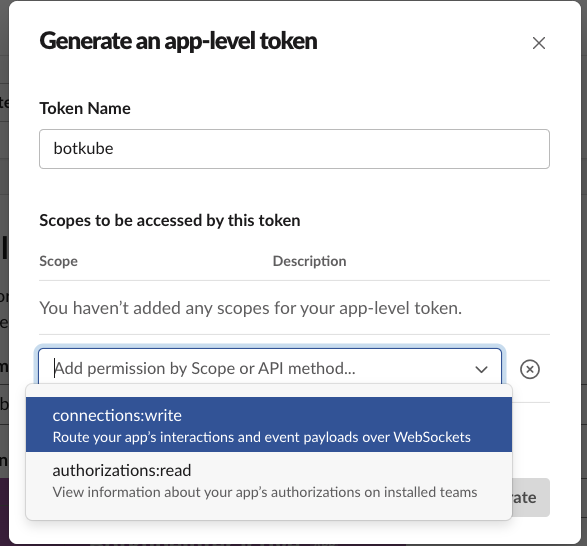 Generate an app-level token
Token Name
botkube
Scopes to be accessed by this token
Scope Description
You haven't added any scopes for your app-level token.
Add permission by Scope or API method...
connections:write
Route your app's interactions and event payloads over WebSockets
authorizations:read
View information about your app's authorizations on installed teams